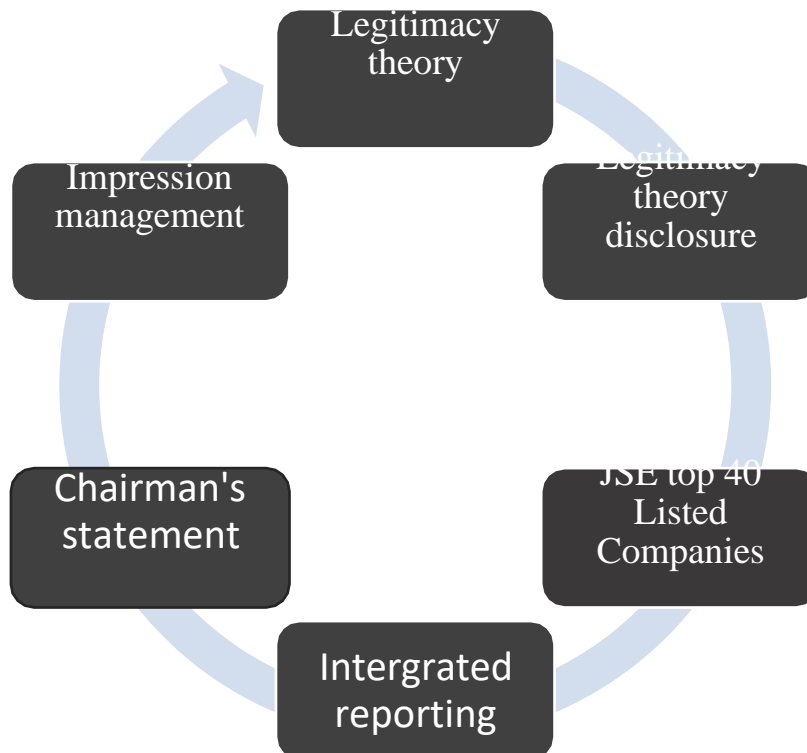 Legitimacy
theory
Legitimacy
theory
disclosure
JSE top 40
Listed
Companies
Intergrated
reporting
Chairman's
statement
Impression
management